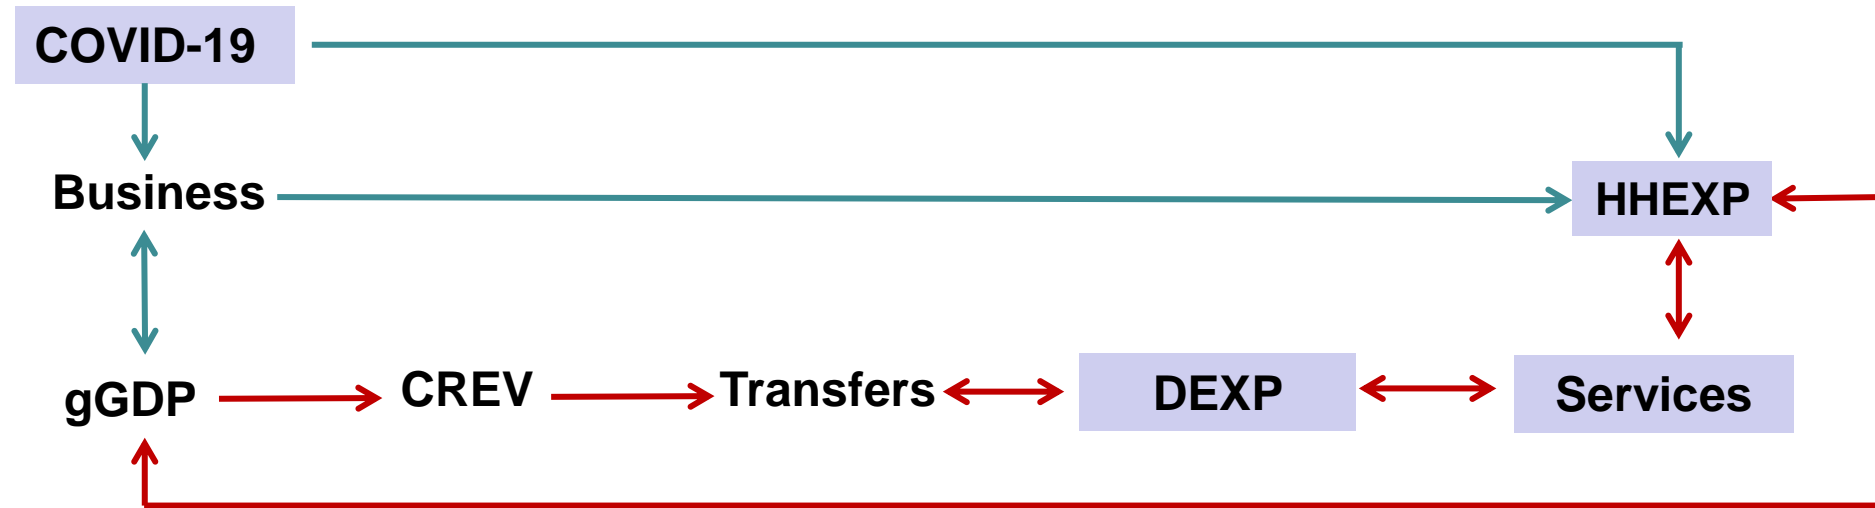 COVID-19
Business
HHEXP
gGDP
CREV
Transfers
DEXP
Services